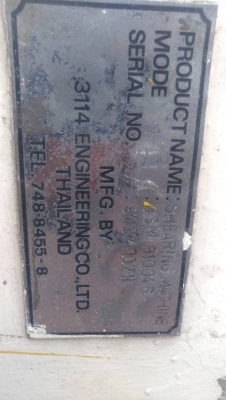 PRODUCT NAME: SHEARING MACHINE
MODE
SERIAL NO.
MFG. BY
3114 ENGINEERING CO., LTD.
THAILAND
TEL. 748-8455-8